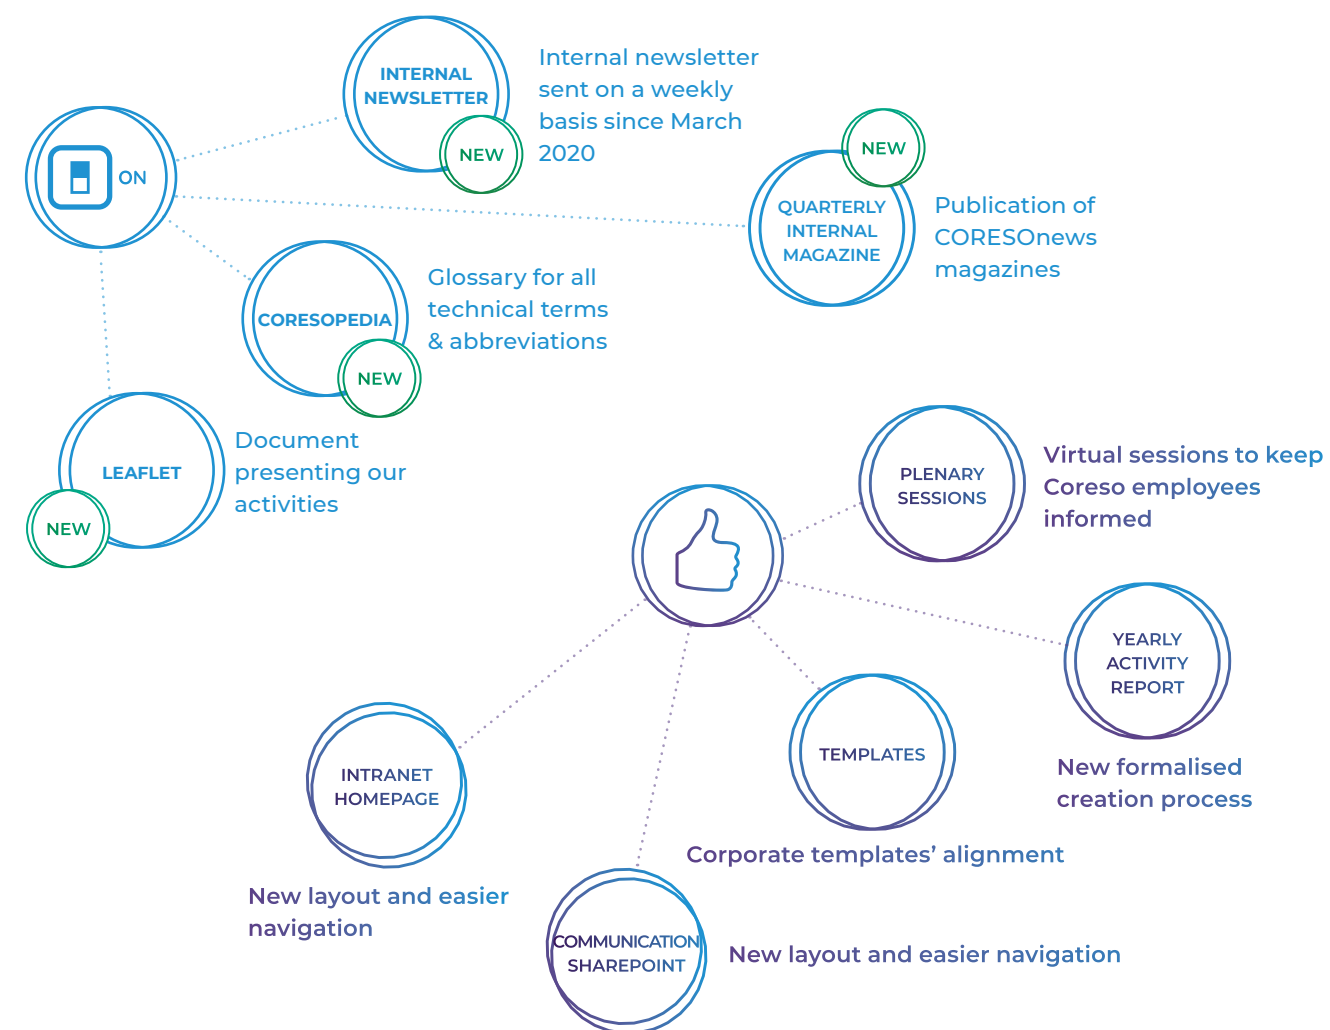 INTERNAL
NEWSLETTER
NEW
Internal newsletter
sent on a weekly
basis since March
2020
ON
NEW
QUARTERLY
INTERNAL
MAGAZINE
Publication of
CORESOnews
magazines
CORESOPEDIA
NEW
Glossary for all
technical terms
& abbreviations
LEAFLET
NEW
Document
presenting our
activities
PLENARY
SESSIONS
Virtual sessions to keep
Coreso employees
informed
YEARLY
ACTIVITY
REPORT
New formalised
creation process
TEMPLATES
Corporate templates’ alignment
INTRANET
HOMEPAGE
New layout and easier
navigation
COMMUNICATION
SHAREPOINT
New layout and easier navigation